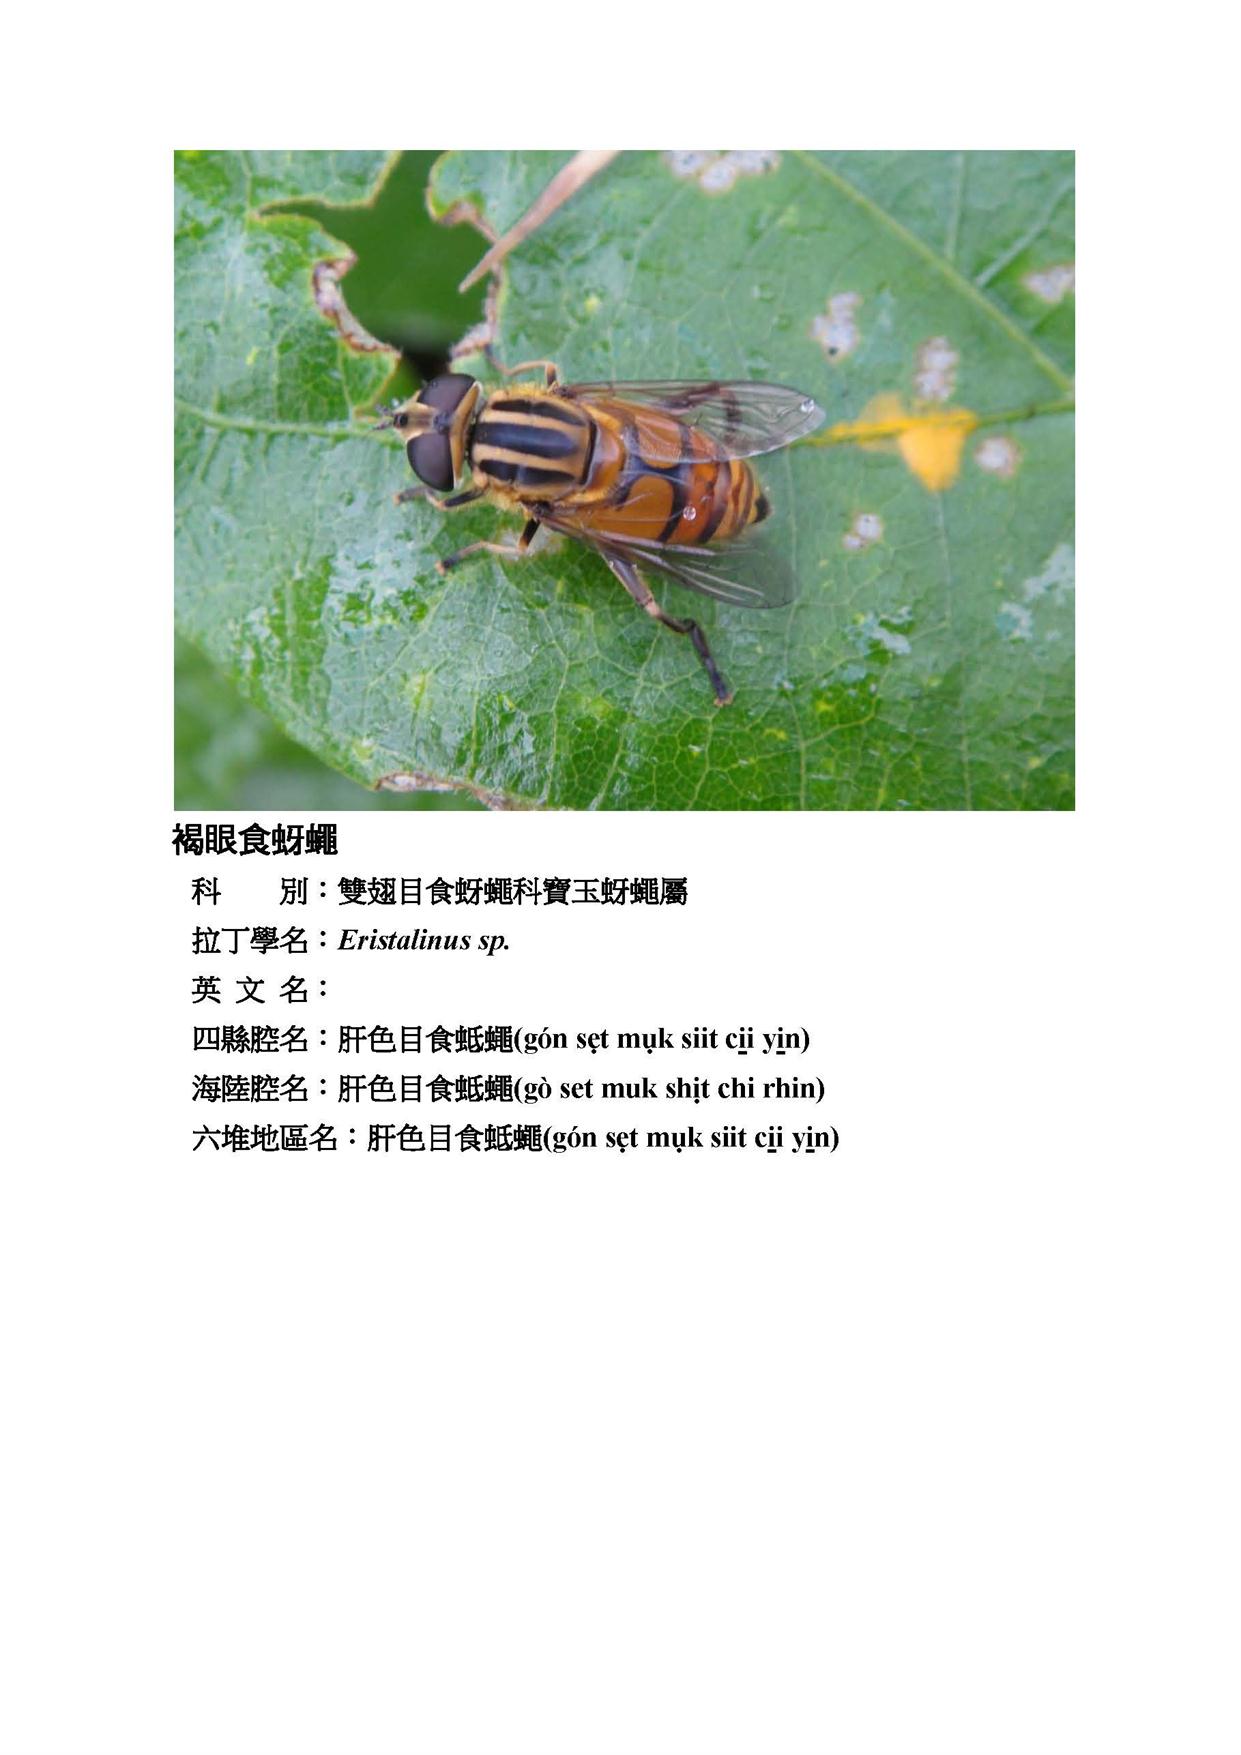 褐眼食蚜蠅
科　　別：雙翅目食蚜蠅科寶玉蚜蠅屬
拉丁學名：Eristalinus sp.
英 文 名：
四縣腔名：肝色目食蚳蠅(gón sẹt mụk siit ci̱i yi̱n)
海陸腔名：肝色目食蚳蠅(gò set muk shịt chi rhin)
六堆地區名：肝色目食蚳蠅(gón sẹt mụk siit ci̱i yi̱n)